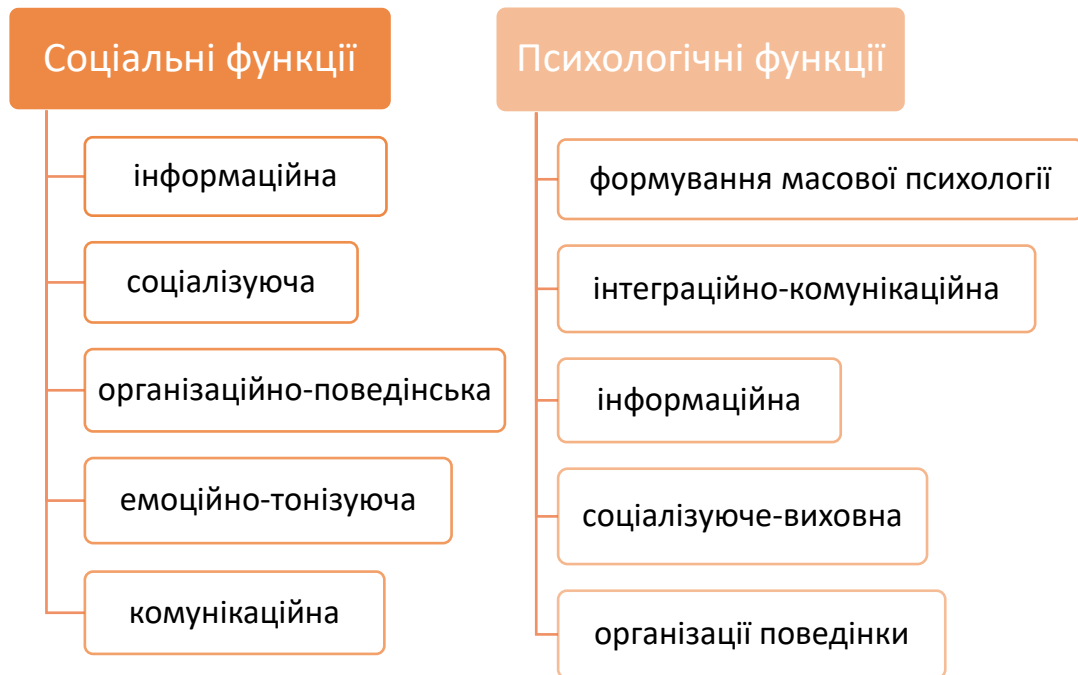 Соціальні функції
інформаційна
соціалізуюча
організаційно-поведінська
емоційно-тонізуюча
комунікаційна
Психологічні функції
формування масової психології
інтеграційно-комунікаційна
інформаційна
соціалізуюче-виховна
організації поведінки